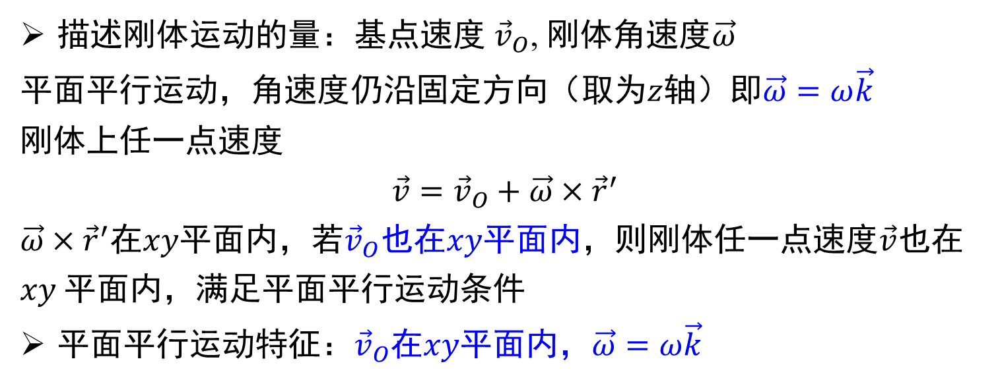 ➢ 描述刚体运动的量：基点速度 $\vec{v}_O$, 刚体角速度$\vec{\omega}$
平面平行运动，角速度仍沿固定方向（取为$z$轴）即$\vec{\omega} = \omega\vec{k}$
刚体上任一点速度
$\vec{v} = \vec{v}_O + \vec{\omega} \times \vec{r}'$
$\vec{\omega} \times \vec{r}'$在$xy$平面内，若$\vec{v}_O$也在$xy$平面内，则刚体任一点速度$\vec{v}$也在
$xy$ 平面内，满足平面平行运动条件
➢ 平面平行运动特征：$\vec{v}_O$在$xy$平面内，$\vec{\omega} = \omega\vec{k}$